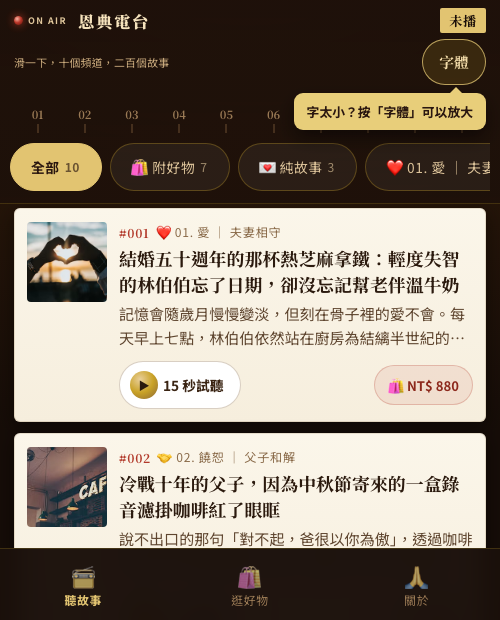 ON AIR 恩典電台 未播
滑一下，十個頻道，二百個故事 字體
字太小？按「字體」可以放大
01 02 03 04 05 06
全部 10 附好物 7 純故事 3 01. 愛 ｜ 夫妻
#001 01. 愛 ｜ 夫妻相守
結婚五十週年的那杯熱芝麻拿鐵：輕度失智
的林伯伯忘了日期，卻沒忘記幫老伴溫牛奶
記憶會隨歲月慢慢變淡，但刻在骨子裡的愛不會。每
天早上七點，林伯伯依然站在廚房為結縭半世紀的…
15 秒試聽 NT$ 880
#002 02. 饒恕 ｜ 父子和解
冷戰十年的父子，因為中秋節寄來的一盒錄
音濾掛咖啡紅了眼眶
說不出口的那句「對不起，爸很以你為傲」，透過咖啡
CAF
聽故事 逛好物 關於